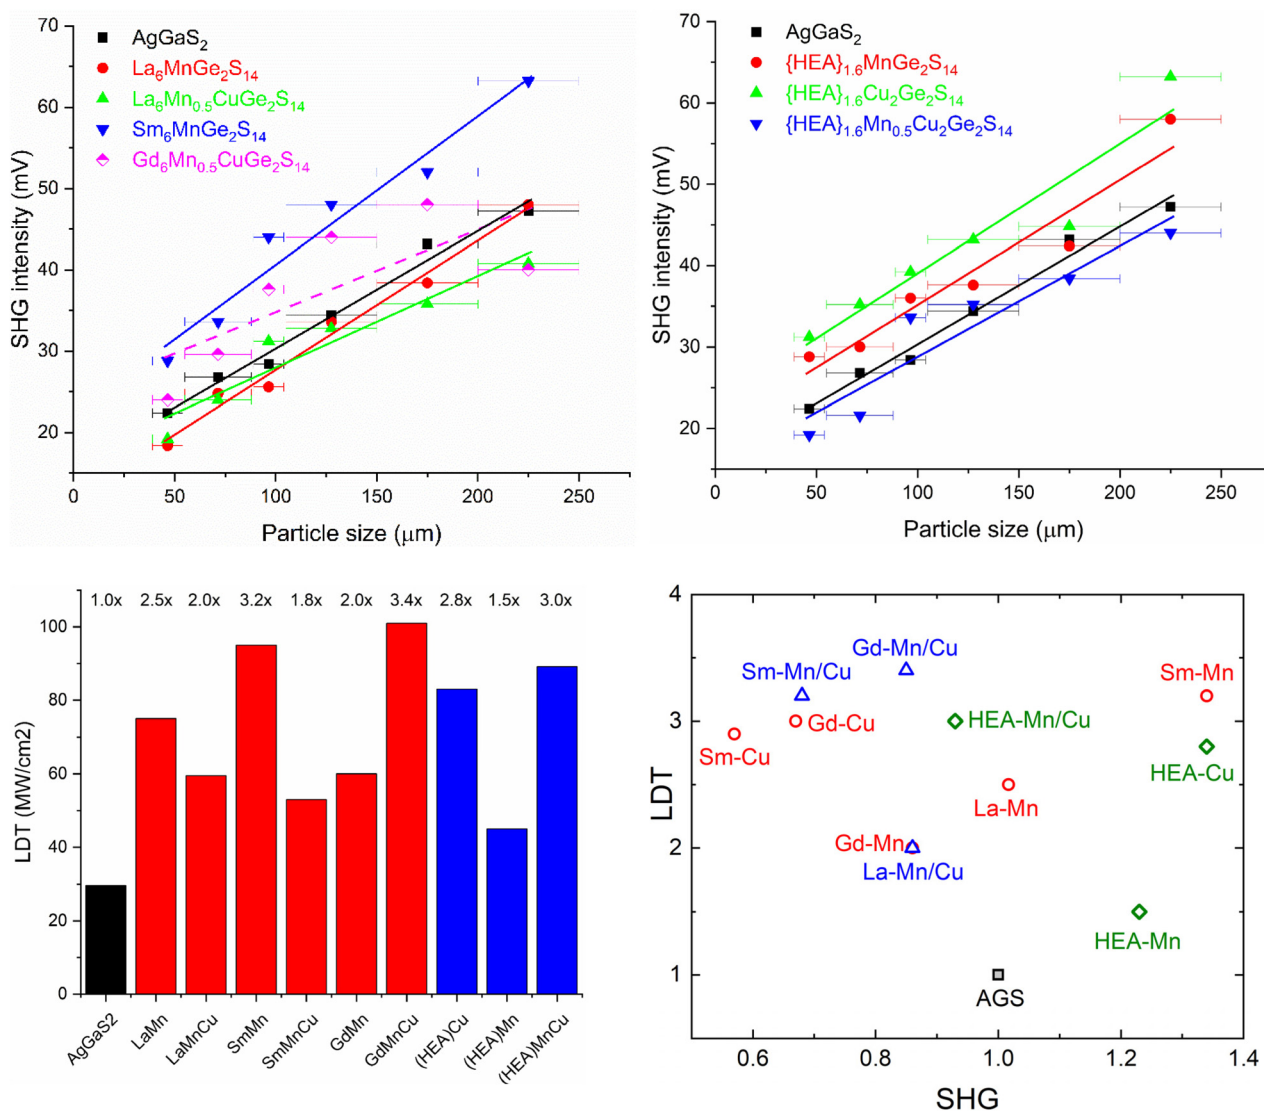 AgGaS2
La6MnGe2S14
La6Mn0.5CuGe2S14
Sm6MnGe2S14
Gd6Mn0.5CuGe2S14
70
60
50
40
30
20
0
50
100
150
200
250
SHG intensity (mV)
Particle size (μm)
AgGaS2
{HEA}1.6MnGe2S14
{HEA}1.6Cu2Ge2S14
{HEA}1.6Mn0.5Cu2Ge2S14
70
60
50
40
30
20
0
50
100
150
200
250
SHG intensity (mV)
Particle size (μm)
1.0x 2.5x 2.0x 3.2x 1.8x 2.0x 3.4x 2.8x 1.5x 3.0x
100
80
60
40
20
0
LDT (MW/cm2)
AgGaS2
LaMn
LaMnCu
SmMn
SmMnCu
GdMn
GdMnCu
(HEA)Cu
(HEA)Mn
(HEA)MnCu
4
3
2
1
LDT
Gd-Mn/Cu
Sm-Mn/Cu
Sm-Mn
Gd-Cu
HEA-Mn/Cu
Sm-Cu
HEA-Cu
La-Mn
Gd-Mn
La-Mn/Cu
HEA-Mn
AGS
0.6
0.8
1.0
1.2
1.4
SHG